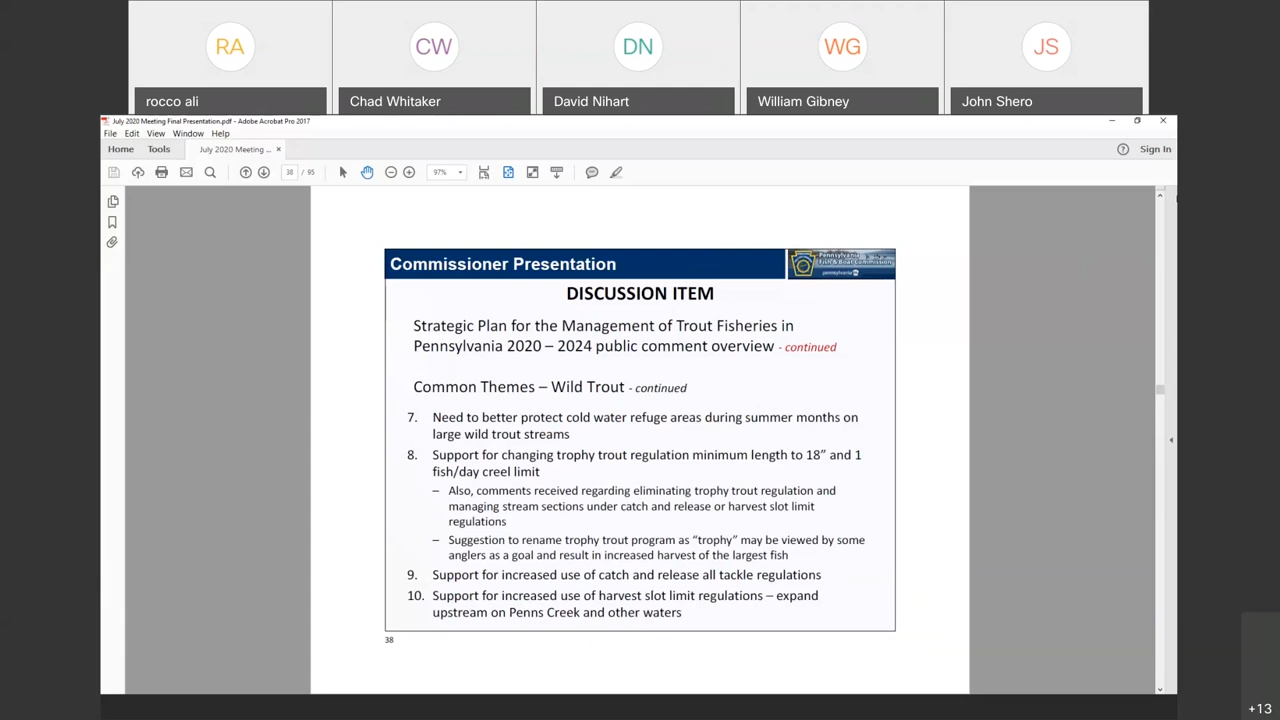 RA
CW
DN
WG
JS
rocco ali
Chad Whitaker
David Nihart
William Gibney
John Shero
July 2020 Meeting Final Presentation.pdf - Adobe Acrobat Pro 2017
File Edit View Window Help
Home Tools July 2020 Meeting ... × Sign In
38 / 95 97%
Commissioner Presentation
Pennsylvania
Fish & Boat Commission
pennsylvania
DISCUSSION ITEM
Strategic Plan for the Management of Trout Fisheries in
Pennsylvania 2020 – 2024 public comment overview - continued
Common Themes – Wild Trout - continued
7. Need to better protect cold water refuge areas during summer months on
large wild trout streams
8. Support for changing trophy trout regulation minimum length to 18” and 1
fish/day creel limit
– Also, comments received regarding eliminating trophy trout regulation and
managing stream sections under catch and release or harvest slot limit
regulations
– Suggestion to rename trophy trout program as “trophy” may be viewed by some
anglers as a goal and result in increased harvest of the largest fish
9. Support for increased use of catch and release all tackle regulations
10. Support for increased use of harvest slot limit regulations – expand
upstream on Penns Creek and other waters
38
+13